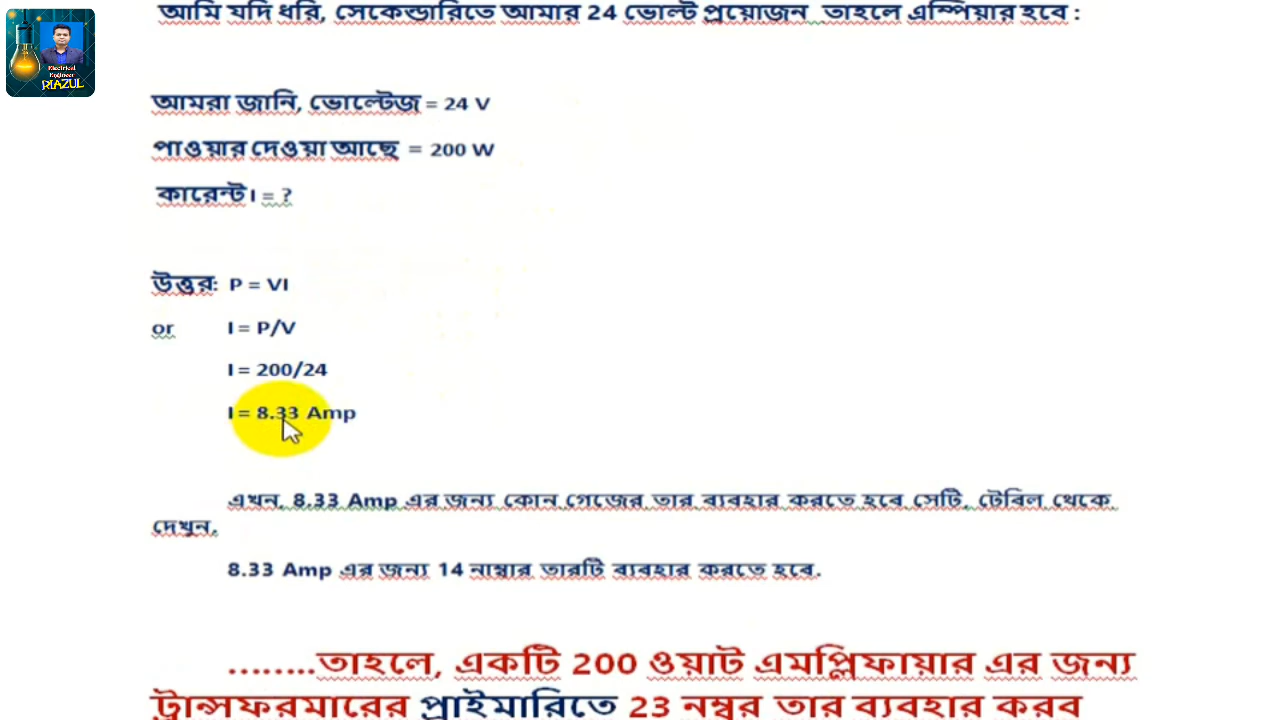 আমি যদি ধরি, সেকেন্ডারিতে আমার 24 ভোল্ট প্রয়োজন তাহলে এম্পিয়ার হবে :
Electrical
Engineer
RIAZUL
আমরা জানি, ভোল্টেজ = 24 V
পাওয়ার দেওয়া আছে = 200 W
কারেন্ট I = ?
উত্তর: P = VI
or I = P/V
I = 200/24
I = 8.33 Amp
এখন, 8.33 Amp এর জন্য কোন গেজের তার ব্যবহার করতে হবে সেটি, টেবিল থেকে
দেখুন,
8.33 Amp এর জন্য 14 নাম্বার তারটি ব্যবহার করতে হবে.
........তাহলে, একটি 200 ওয়াট এমপ্লিফায়ার এর জন্য
ট্রান্সফরমারের প্রাইমারিতে 23 নম্বর তার ব্যবহার করব